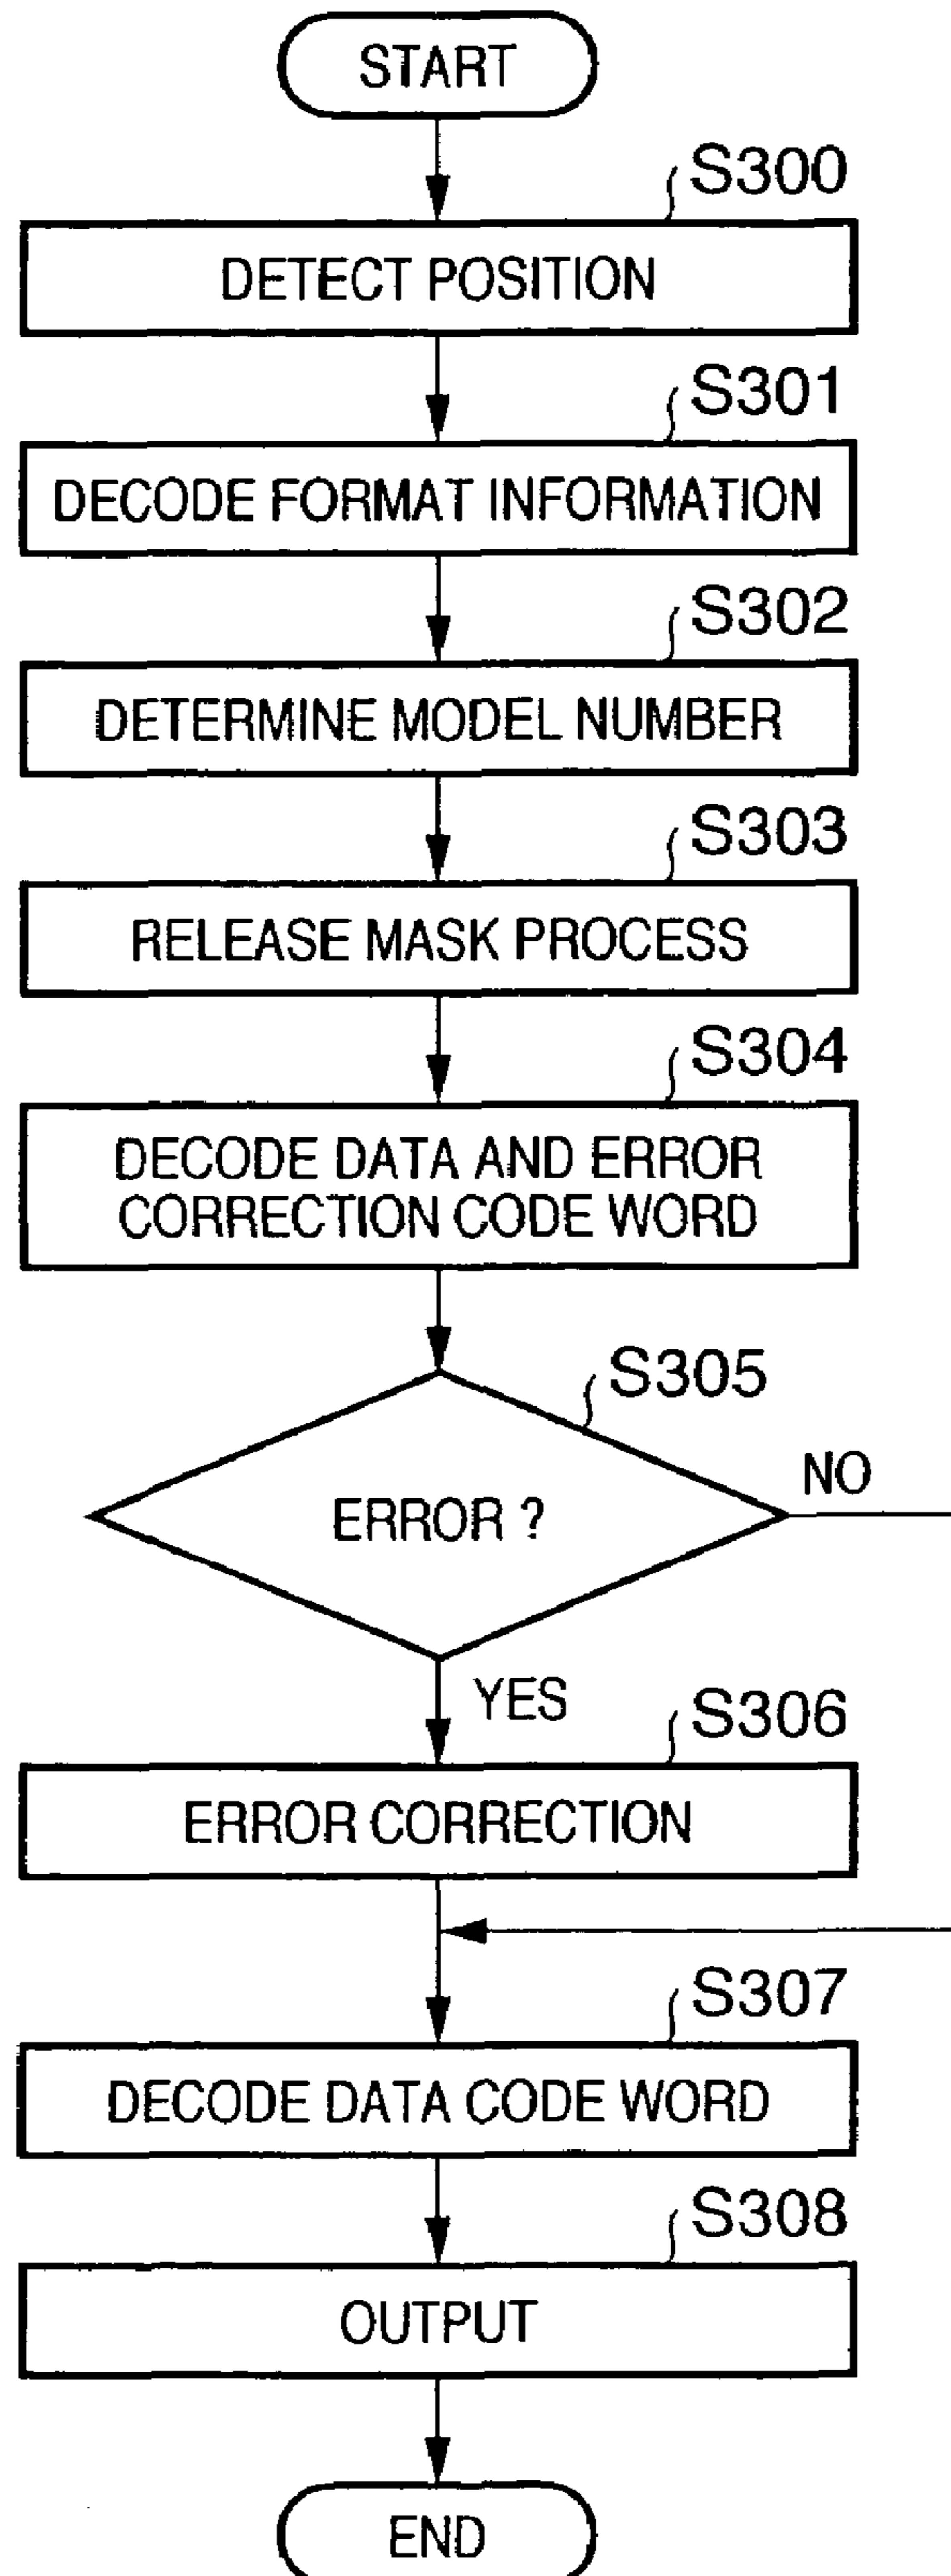 START
S300
DETECT POSITION
S301
DECODE FORMAT INFORMATION
S302
DETERMINE MODEL NUMBER
S303
RELEASE MASK PROCESS
S304
DECODE DATA AND ERROR
CORRECTION CODE WORD
S305
ERROR ?
NO
YES
S306
ERROR CORRECTION
S307
DECODE DATA CODE WORD
S308
OUTPUT
END